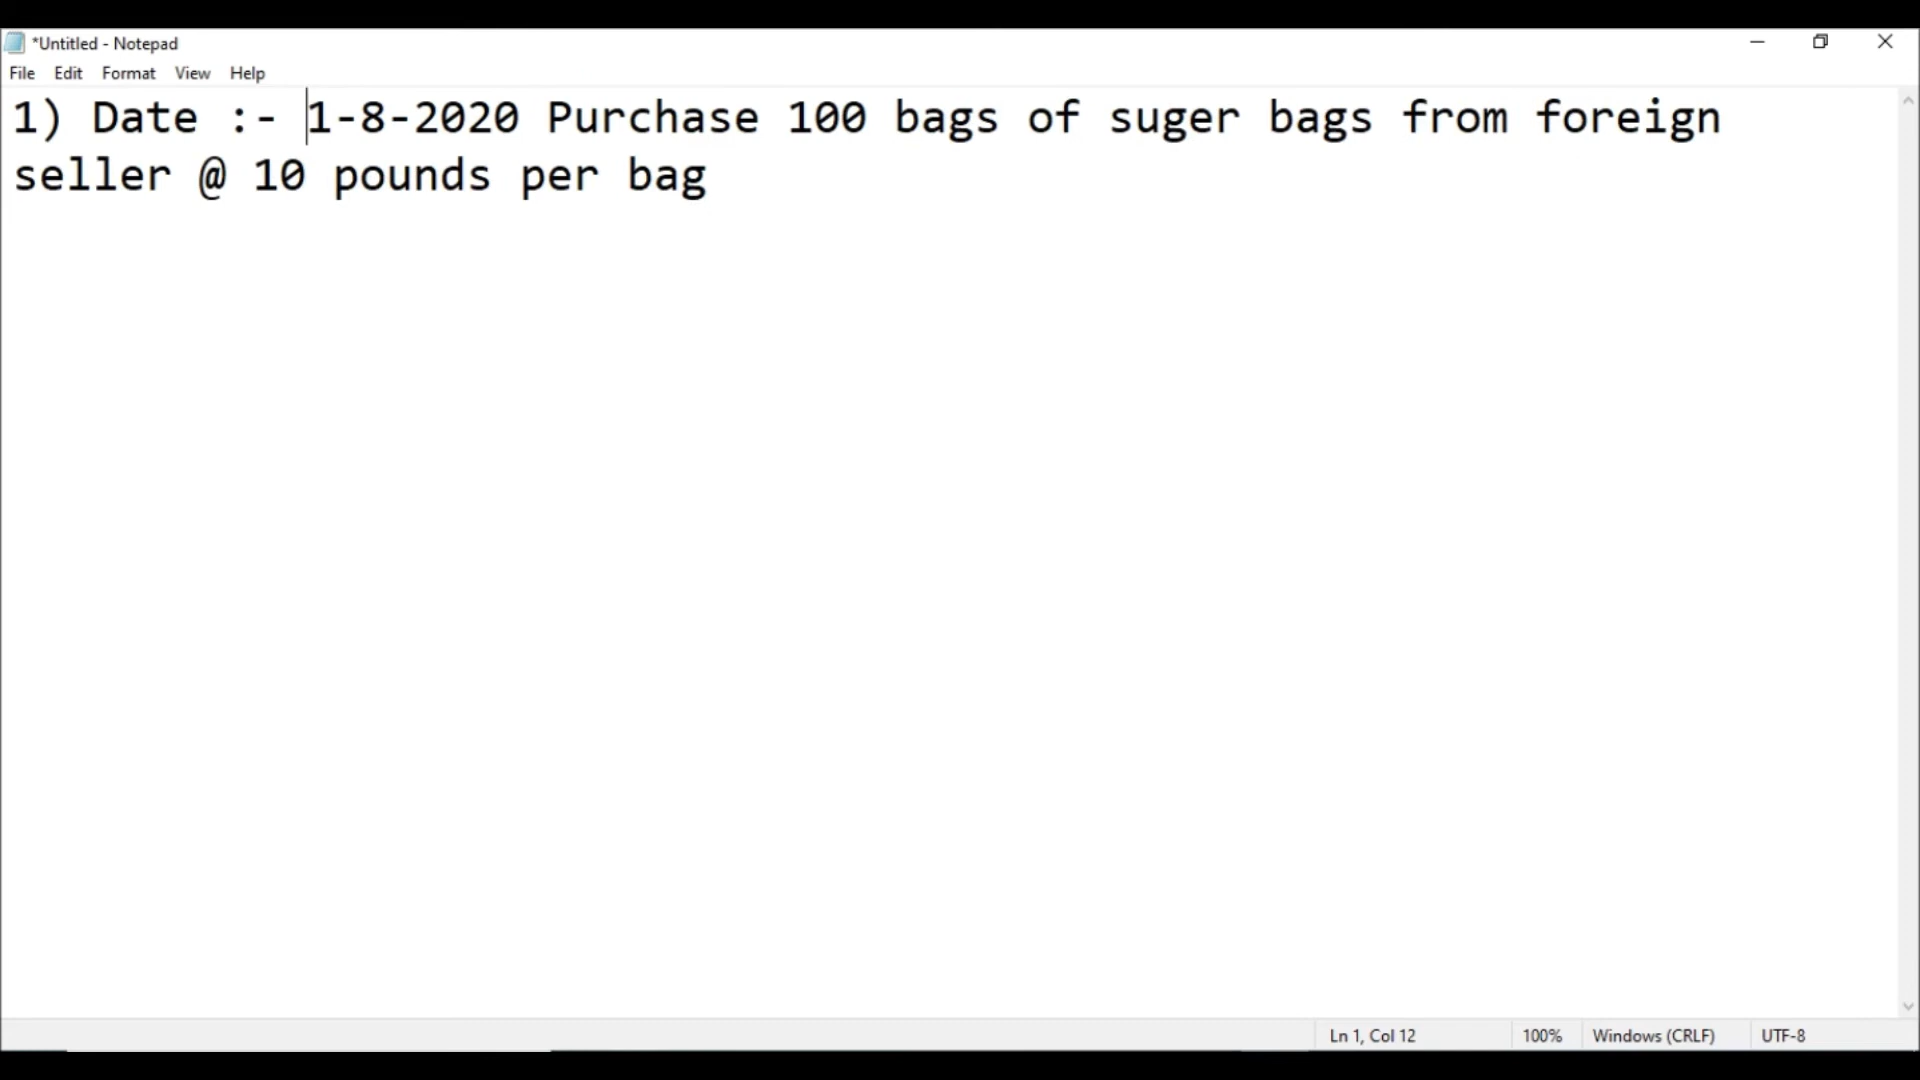 *Untitled - Notepad
File Edit Format View Help
1) Date :- 1-8-2020 Purchase 100 bags of suger bags from foreign
seller @ 10 pounds per bag
Ln 1, Col 12 100% Windows (CRLF) UTF-8